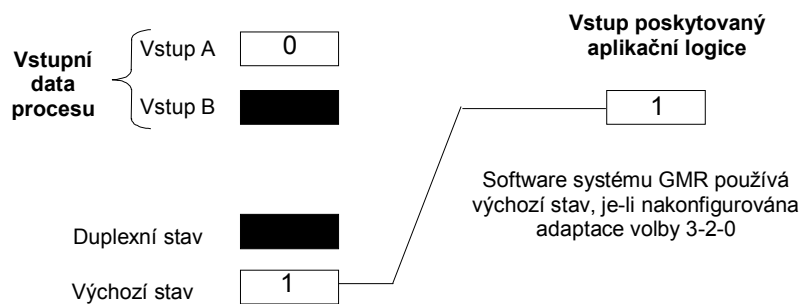 Vstupní
data
procesu
Vstup A
0
Vstup B
Duplexní stav
Výchozí stav
1
Vstup poskytovaný
aplikační logice
1
Software systému GMR používá
výchozí stav, je-li nakonfigurována
adaptace volby 3-2-0